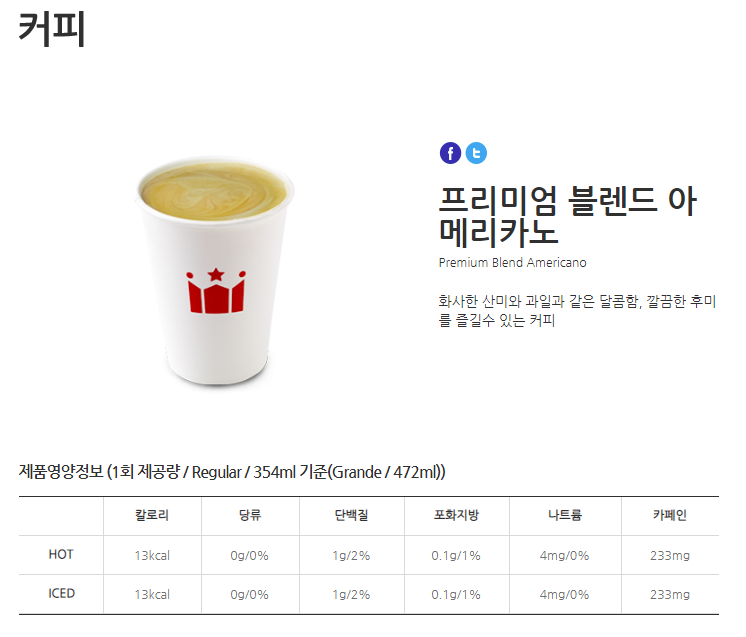 커피
프리미엄 블렌드 아
메리카노
Premium Blend Americano
화사한 산미와 과일과 같은 달콤함, 깔끔한 후미
를 즐길수 있는 커피
제품영양정보 (1회 제공량 / Regular / 354ml 기준(Grande / 472ml))
칼로리 당류 단백질 포화지방 나트륨 카페인
HOT 13kcal 0g/0% 1g/2% 0.1g/1% 4mg/0% 233mg
ICED 13kcal 0g/0% 1g/2% 0.1g/1% 4mg/0% 233mg